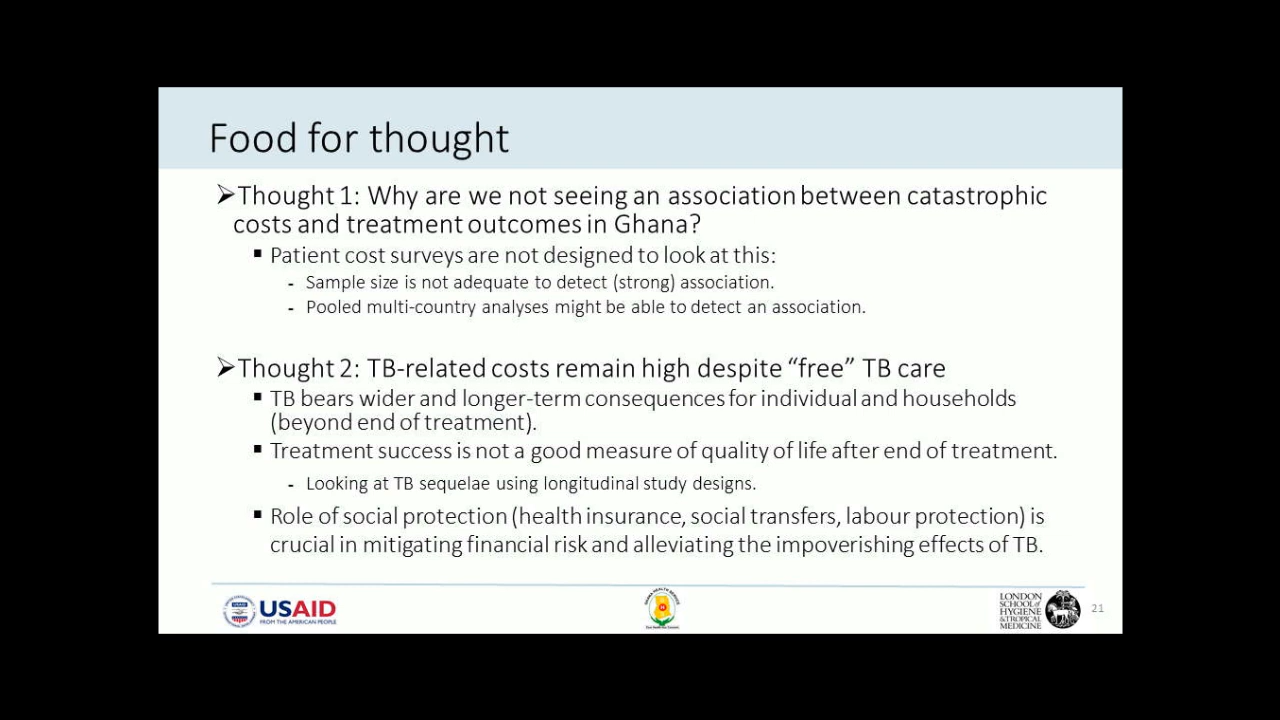 Food for thought
➢Thought 1: Why are we not seeing an association between catastrophic
costs and treatment outcomes in Ghana?
▪ Patient cost surveys are not designed to look at this:
- Sample size is not adequate to detect (strong) association.
- Pooled multi-country analyses might be able to detect an association.
➢Thought 2: TB-related costs remain high despite “free” TB care
▪ TB bears wider and longer-term consequences for individual and households
(beyond end of treatment).
▪ Treatment success is not a good measure of quality of life after end of treatment.
- Looking at TB sequelae using longitudinal study designs.
▪ Role of social protection (health insurance, social transfers, labour protection) is
crucial in mitigating financial risk and alleviating the impoverishing effects of TB.
USAID
FROM THE AMERICAN PEOPLE
GHANA HEALTH SERVICE
LONDON
SCHOOL of
HYGIENE
& TROPICAL
MEDICINE
21